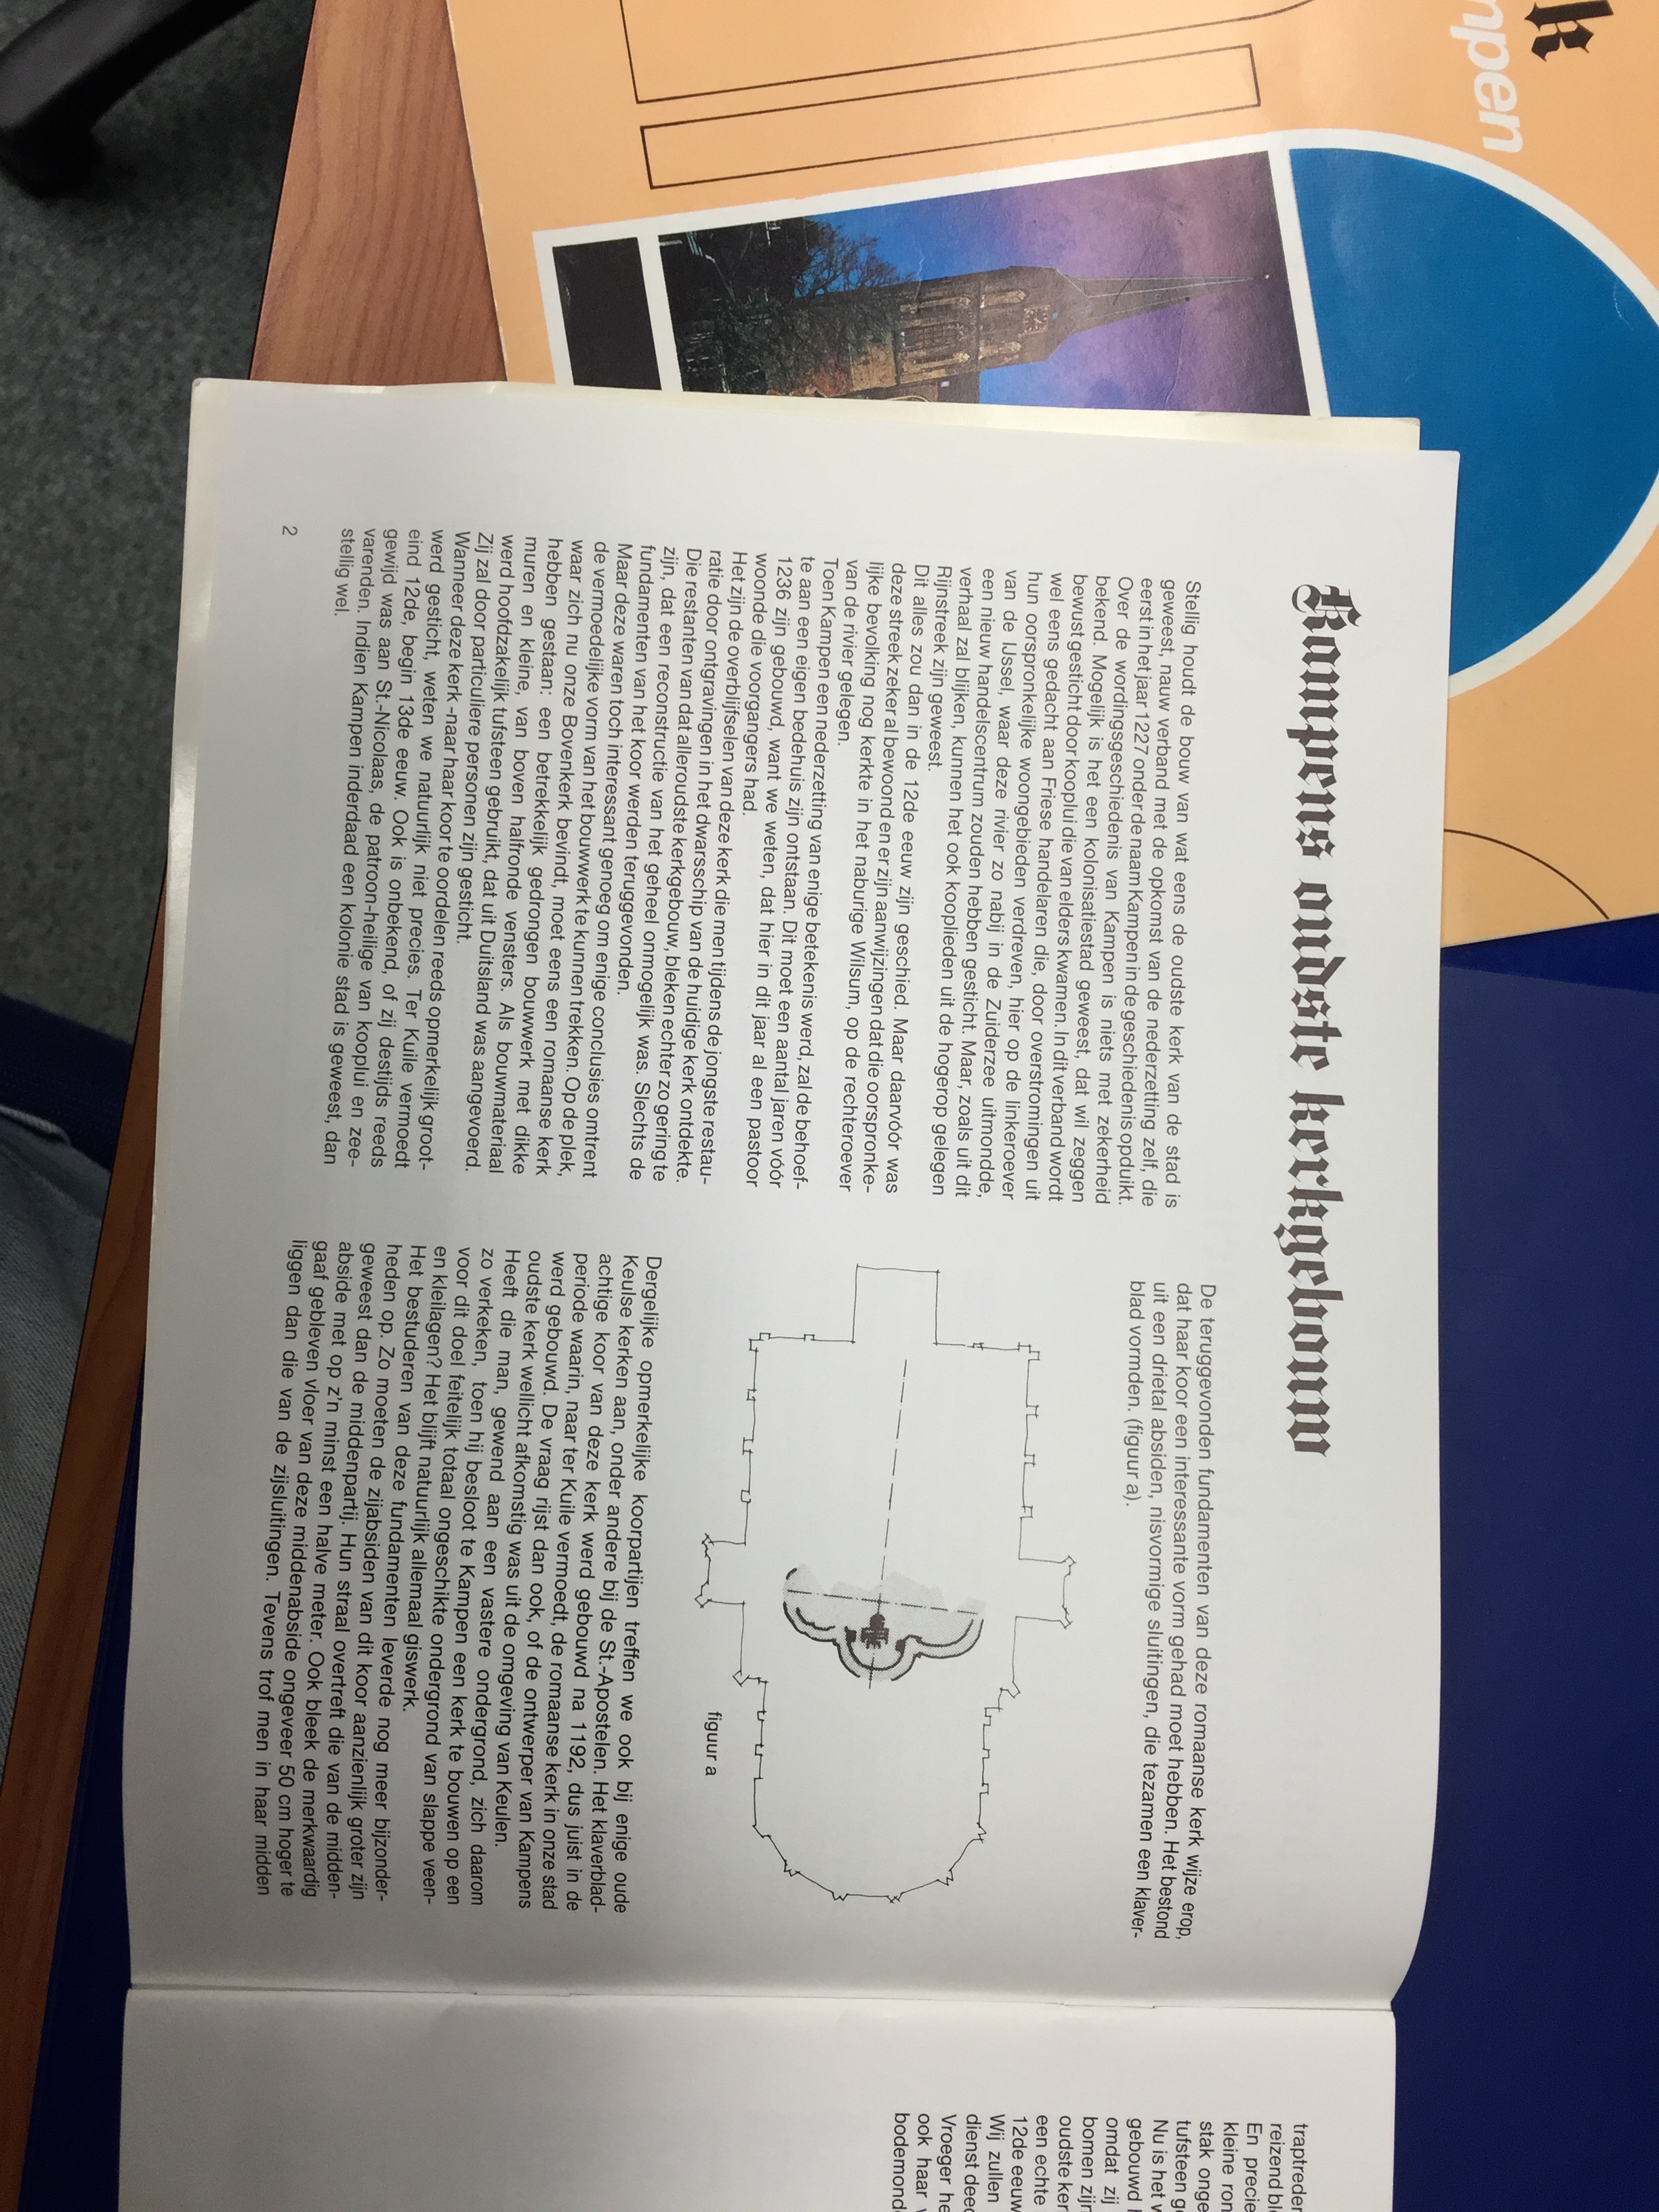 k
mpen
Kampens oudste kerkgebouw
Stellig houdt de bouw van wat eens de oudste kerk van de stad is
geweest, nauw verband met de opkomst van de nederzetting zelf, die
eerst in het jaar 1227 onder de naam Kampen in de geschiedenis opduikt.
Over de wordingsgeschiedenis van Kampen is niets met zekerheid
bekend. Mogelijk is het een kolonisatiestad geweest, dat wil zeggen
bewust gesticht door kooplui die van elders kwamen. In dit verband wordt
wel eens gedacht aan Friese handelaren die, door overstromingen uit
hun oorspronkelijke woongebieden verdreven, hier op de linkeroever
van de IJssel, waar deze rivier zo nabij in de Zuiderzee uitmondde,
een nieuw handelscentrum zouden hebben gesticht. Maar, zoals uit dit
verhaal zal blijken, kunnen het ook kooplieden uit de hogerop gelegen
Rijnstreek zijn geweest.
Dit alles zou dan in de 12de eeuw zijn geschied. Maar daarvóór was
deze streek zeker al bewoond en er zijn aanwijzingen dat die oorspronke-
lijke bevolking nog kerkte in het naburige Wilsum, op de rechteroever
van de rivier gelegen.
Toen Kampen een nederzetting van enige betekenis werd, zal de behoef-
te aan een eigen bedehuis zijn ontstaan. Dit moet een aantal jaren vóór
1236 zijn gebouwd, want we weten, dat hier in dit jaar al een pastoor
woonde die voorgangers had.
Het zijn de overblijfselen van deze kerk die men tijdens de jongste restau-
ratie door ontgravingen in het dwarsschip van de huidige kerk ontdekte.
Die restanten van dat alleroudste kerkgebouw, bleken echter zo gering te
zijn, dat een reconstructie van het geheel onmogelijk was. Slechts de
fundamenten van het koor werden teruggevonden.
Maar deze waren toch interessant genoeg om enige conclusies omtrent
de vermoedelijke vorm van het bouwwerk te kunnen trekken. Op de plek,
waar zich nu onze Bovenkerk bevindt, moet eens een romaanse kerk
hebben gestaan: een betrekkelijk gedrongen bouwwerk met dikke
muren en kleine, van boven halfronde vensters. Als bouwmateriaal
werd hoofdzakelijk tufsteen gebruikt, dat uit Duitsland was aangevoerd.
Zij zal door particuliere personen zijn gesticht.
Wanneer deze kerk -naar haar koor te oordelen reeds opmerkelijk groot-
werd gesticht, weten we natuurlijk niet precies. Ter Kuile vermoedt
eind 12de, begin 13de eeuw. Ook is onbekend, of zij destijds reeds
gewijd was aan St.-Nicolaas, de patroon-heilige van kooplui en zee-
varenden. Indien Kampen inderdaad een kolonie stad is geweest, dan
stellig wel.
2
De teruggevonden fundamenten van deze romaanse kerk wijze erop,
dat haar koor een interessante vorm gehad moet hebben. Het bestond
uit een drietal absiden, nisvormige sluitingen, die tezamen een klaver-
blad vormden. (figuur a).
figuur a
Dergelijke opmerkelijke koorpartijen treffen we ook bij enige oude
Keulse kerken aan, onder andere bij de St.-Apostelen. Het klaverblad-
achtige koor van deze kerk werd gebouwd na 1192, dus juist in de
periode waarin, naar ter Kuile vermoedt, de romaanse kerk in onze stad
werd gebouwd. De vraag rijst dan ook, of de ontwerper van Kampens
oudste kerk wellicht afkomstig was uit de omgeving van Keulen.
Heeft die man, gewend aan een vastere ondergrond, zich daarom
zo verkeken, toen hij besloot te Kampen een kerk te bouwen op een
voor dit doel feitelijk totaal ongeschikte ondergrond van slappe veen-
en kleilagen? Het blijft natuurlijk allemaal giswerk.
Het bestuderen van deze fundamenten leverde nog meer bijzonder-
heden op. Zo moeten de zijabsiden van dit koor aanzienlijk groter zijn
geweest dan de middenpartij. Hun straal overtreft die van de midden-
abside met op z'n minst een halve meter. Ook bleek de merkwaardig
gaaf gebleven vloer van deze middenabside ongeveer 50 cm hoger te
liggen dan die van de zijsluitingen. Tevens trof men in haar midden
traptreden
reizend bl
En precie
kleine ron
stak onge
tufsteen g
Nu is het v
gebouwd
omdat zij
bomen zijn
oudste ker
een echte
12de eeuw
Wij zullen
dienst deed
Vroeger he
ook haar
bodemond